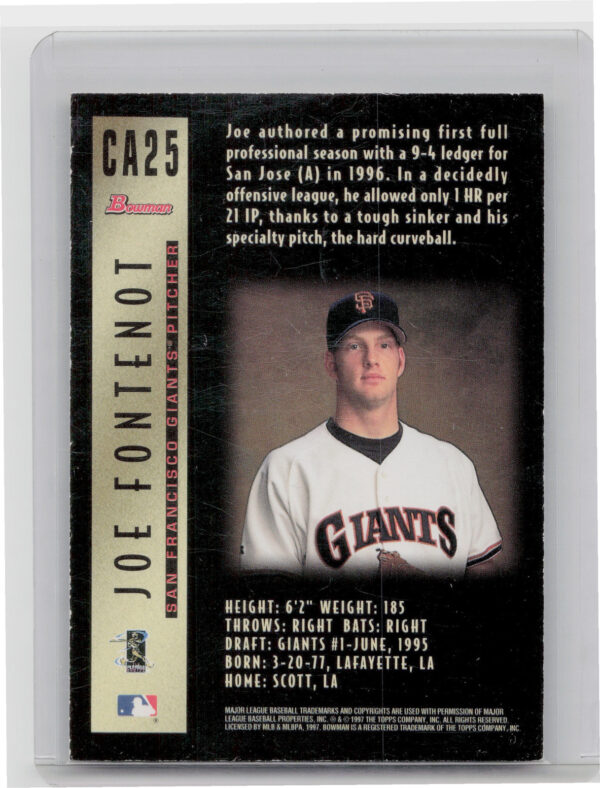 CA25
Bowman
JOE FONTENOT
SAN FRANCISCO GIANTS™ PITCHER
Joe authored a promising first full
professional season with a 9-4 ledger for
San Jose (A) in 1996. In a decidedly
offensive league, he allowed only 1 HR per
21 IP, thanks to a tough sinker and his
specialty pitch, the hard curveball.
SF
GIANTS
HEIGHT: 6'2" WEIGHT: 185
THROWS: RIGHT BATS: RIGHT
DRAFT: GIANTS #1-JUNE, 1995
BORN: 3-20-77, LAFAYETTE, LA
HOME: SCOTT, LA
MAJOR LEAGUE BASEBALL TRADEMARKS AND COPYRIGHTS ARE USED WITH PERMISSION OF MAJOR
LEAGUE BASEBALL PROPERTIES, INC. ® & © 1997 THE TOPPS COMPANY, INC. ALL RIGHTS RESERVED.
LICENSED BY MLB & MLBPA, 1997. BOWMAN IS A REGISTERED TRADEMARK OF THE TOPPS COMPANY, INC.